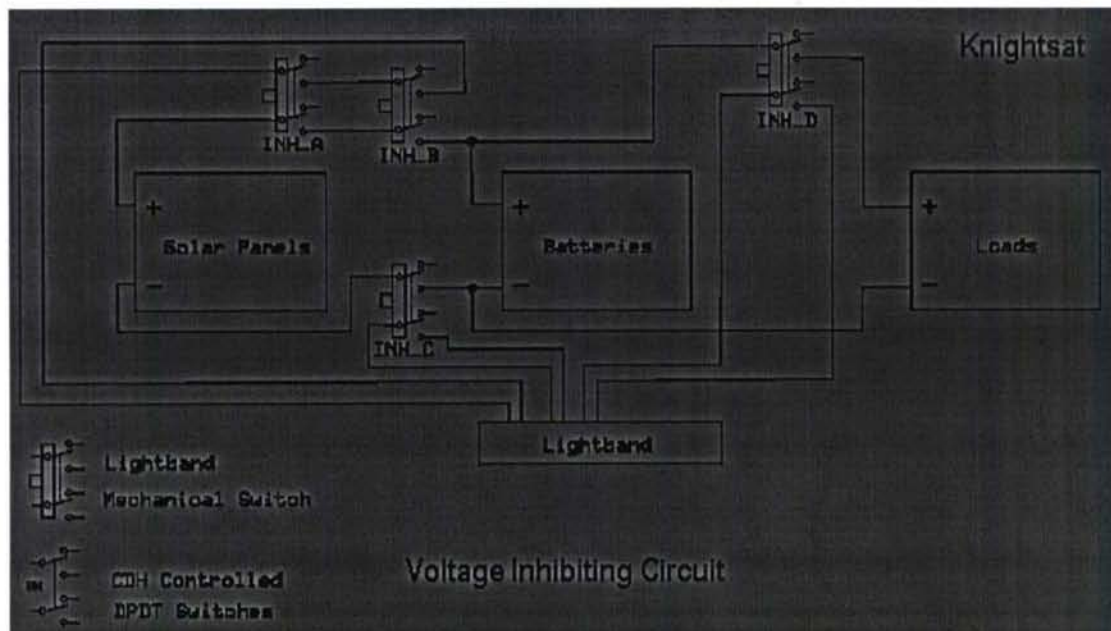 Knightsat
INH_A
INH_B
INH_D
+
Solar Panels
−
+
Batteries
−
+
Loads
−
INH_C
Lightband
Lightband
Mechanical Switch
CDH Controlled
DPDT Switches
Voltage Inhibiting Circuit